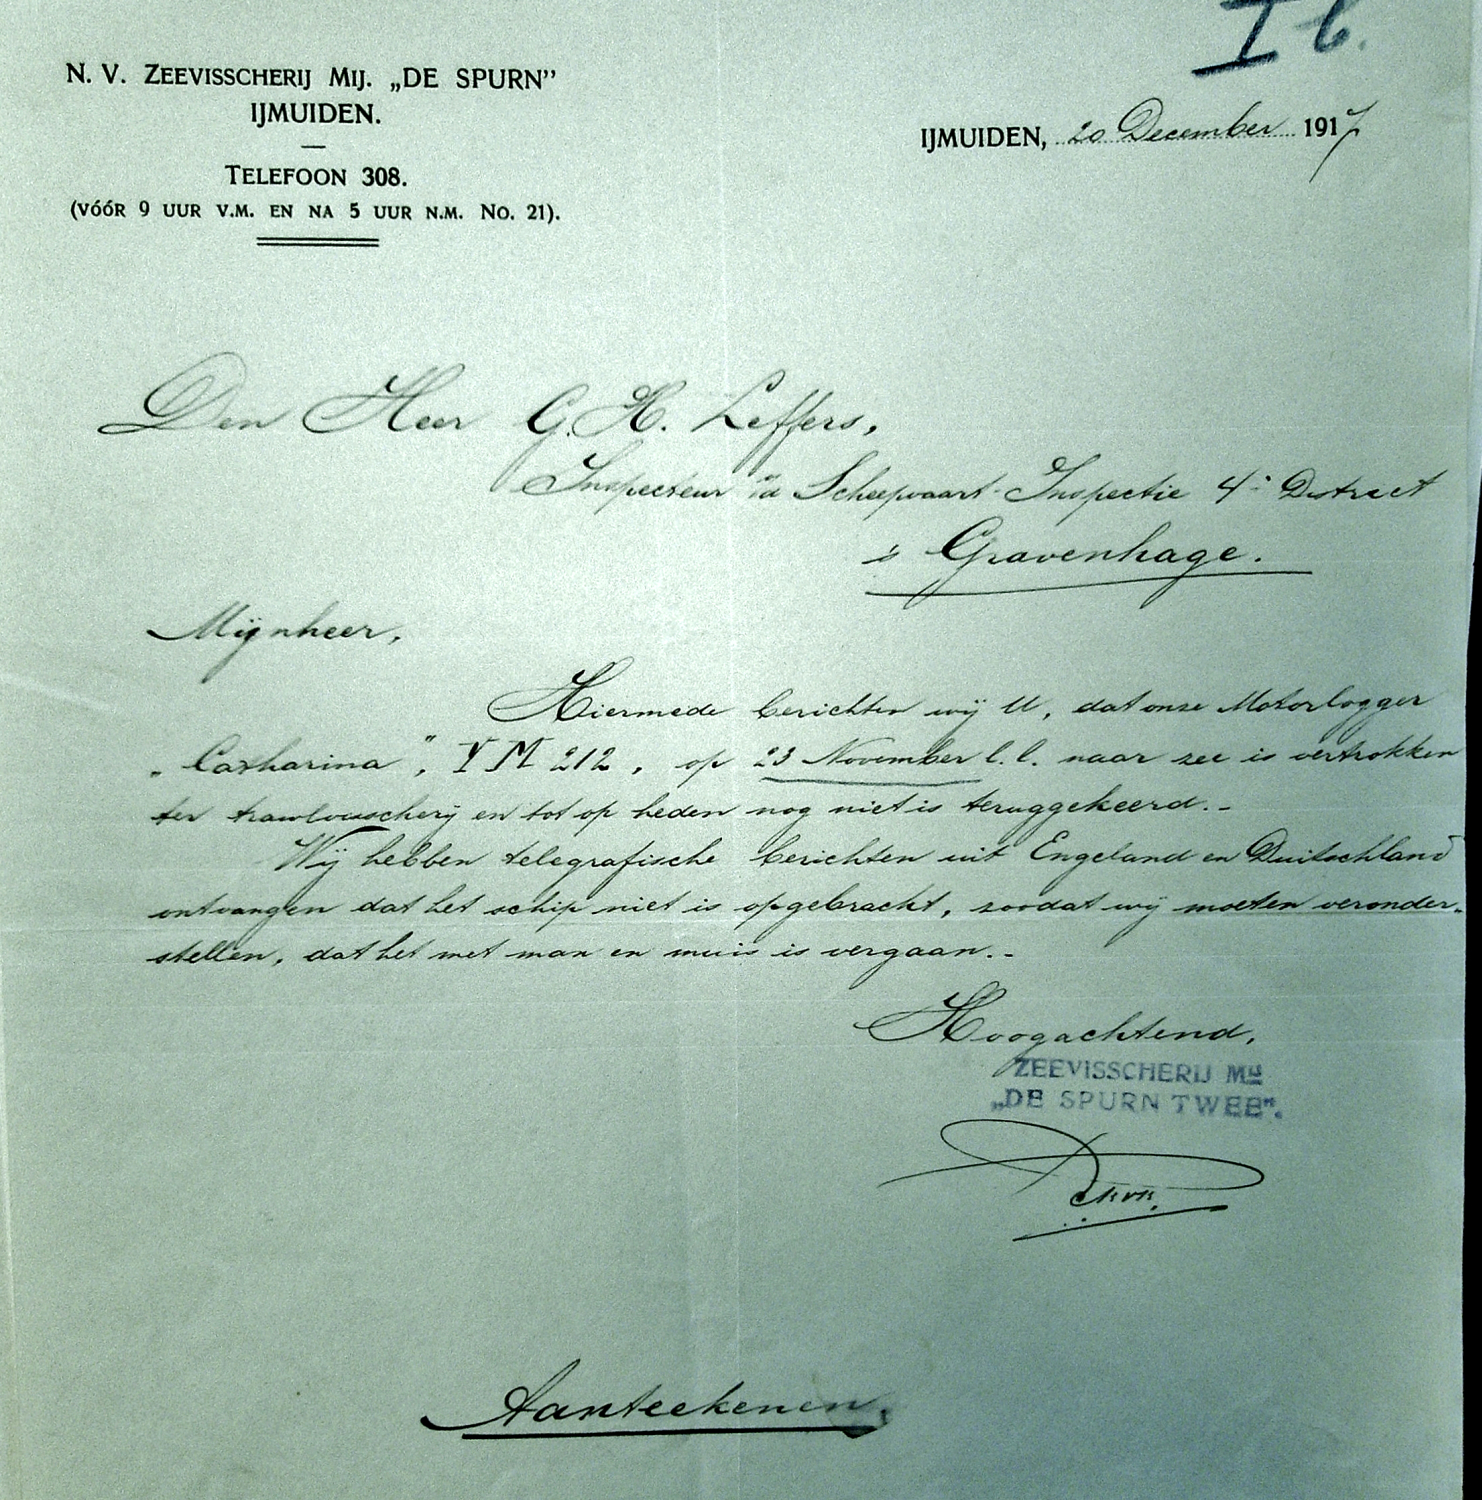 I b.
N. V. ZEEVISSCHERIJ MIJ. „DE SPURN”
IJMUIDEN.
IJMUIDEN, 20 December 1917
TELEFOON 308.
(VÓÓR 9 UUR V.M. EN NA 5 UUR N.M. NO. 21).
Den Heer G. H. Leffers,
Inspecteur v/d Scheepvaart-Inspectie 4e District
's Gravenhage.
Mijnheer,
Hiermede berichten wij U, dat onze Motorlogger
„Catharina”, YM 212, op 23 November l.l. naar zee is vertrokken
ter trawlvisscherij en tot op heden nog niet is teruggekeerd.-
Wij hebben telegrafische berichten uit Engeland en Duitschland
ontvangen dat het schip niet is opgebracht, zoodat wij moeten veronder-
stellen, dat het met man en muis is vergaan.-
Hoogachtend,
ZEEVISSCHERIJ MIJ
„DE SPURN TWEE”.
Aanteekenen.